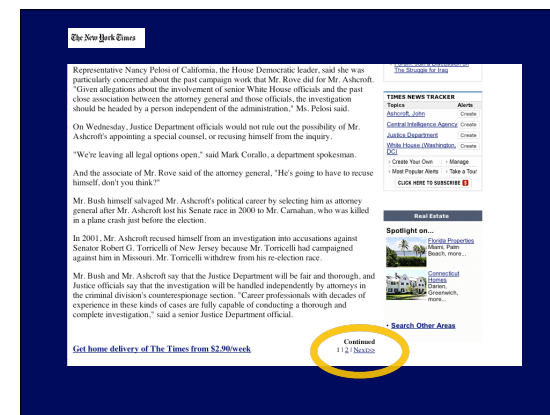 The New York Times
Representative Nancy Pelosi of California, the House Democratic leader, said she was
particularly concerned about the past campaign work that Mr. Rove did for Mr. Ashcroft.
"Given allegations about the involvement of senior White House officials and the past
close association between the attorney general and those officials, the investigation
should be headed by a person independent of the administration," Ms. Pelosi said.
On Wednesday, Justice Department officials would not rule out the possibility of Mr.
Ashcroft's appointing a special counsel, or recusing himself from the inquiry.
"We're leaving all legal options open," said Mark Corallo, a department spokesman.
And the associate of Mr. Rove said of the attorney general, "He's going to have to recuse
himself, don't you think?"
Mr. Bush himself salvaged Mr. Ashcroft's political career by selecting him as attorney
general after Mr. Ashcroft lost his Senate race in 2000 to Mr. Carnahan, who was killed
in a plane crash just before the election.
In 2001, Mr. Ashcroft recused himself from an investigation into accusations against
Senator Robert G. Torricelli of New Jersey because Mr. Torricelli had campaigned
against him in Missouri. Mr. Torricelli withdrew from his re-election race.
Mr. Bush and Mr. Ashcroft say that the Justice Department will be fair and thorough, and
Justice officials say that the investigation will be handled independently by attorneys in
the criminal division's counterespionage section. "Career professionals with decades of
experience in these kinds of cases are fully capable of conducting a thorough and
complete investigation," said a senior Justice Department official.
Get home delivery of The Times from $2.90/week
Continued
1 | 2 | Next>>
The Struggle for Iraq
TIMES NEWS TRACKER
Topics Alerts
Ashcroft, John Create
Central Intelligence Agency Create
Justice Department Create
White House (Washington, Create
DC)
› Create Your Own › Manage
› Most Popular Alerts › Take a Tour
CLICK HERE TO SUBSCRIBE
Real Estate
Spotlight on...
Florida Properties
Miami, Palm
Beach, more...
Connecticut
Homes
Darien,
Greenwich,
more...
• Search Other Areas